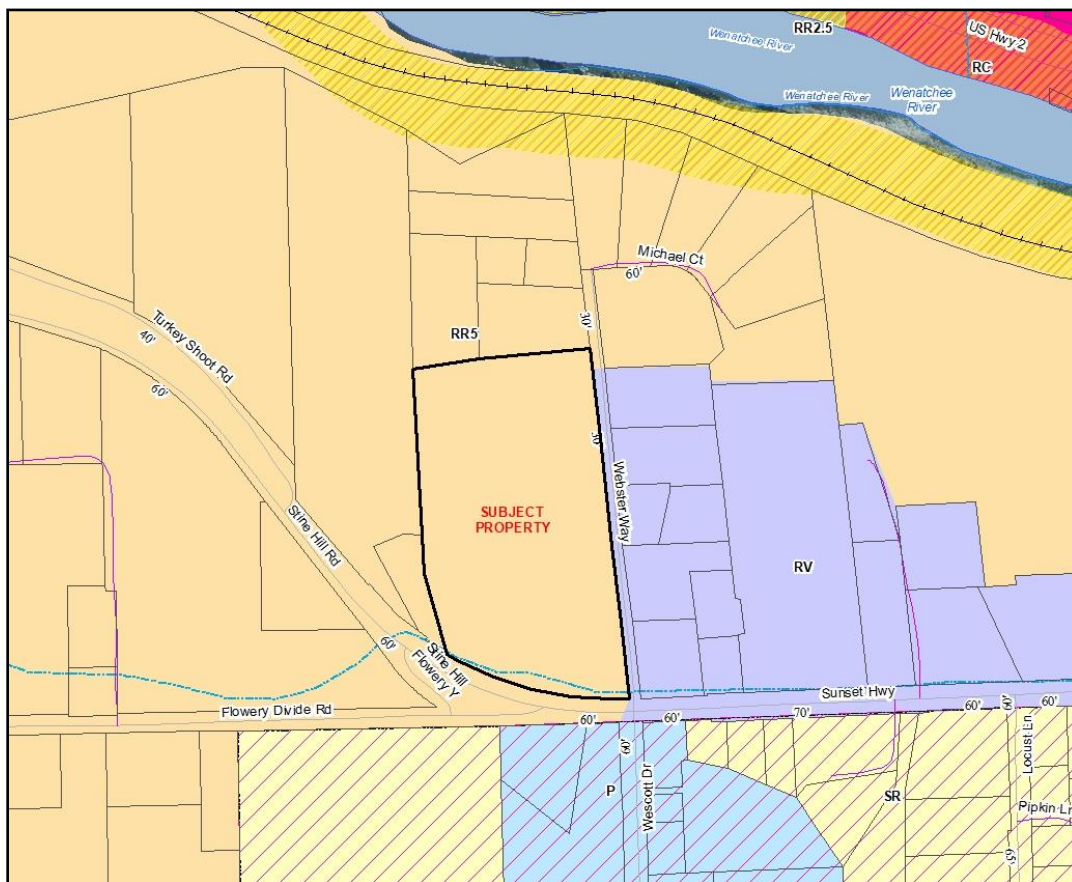 RR2.5
US Hwy 2
Wenatchee River
RC
Wenatchee River
Wenatchee
River
Michael Ct
60'
30'
Turkey Shoot Rd
40'
60'
RR5
30'
SUBJECT
PROPERTY
Webster Way
Stine Hill Rd
RV
60'
Stine Hill
Flowery Y
Sunset Hwy
Flowery Divide Rd
60'
60'
70'
60'
60'
60'
60'
Locust Ln
P
Wescott Dr
SR
Pipkin Ln
65'